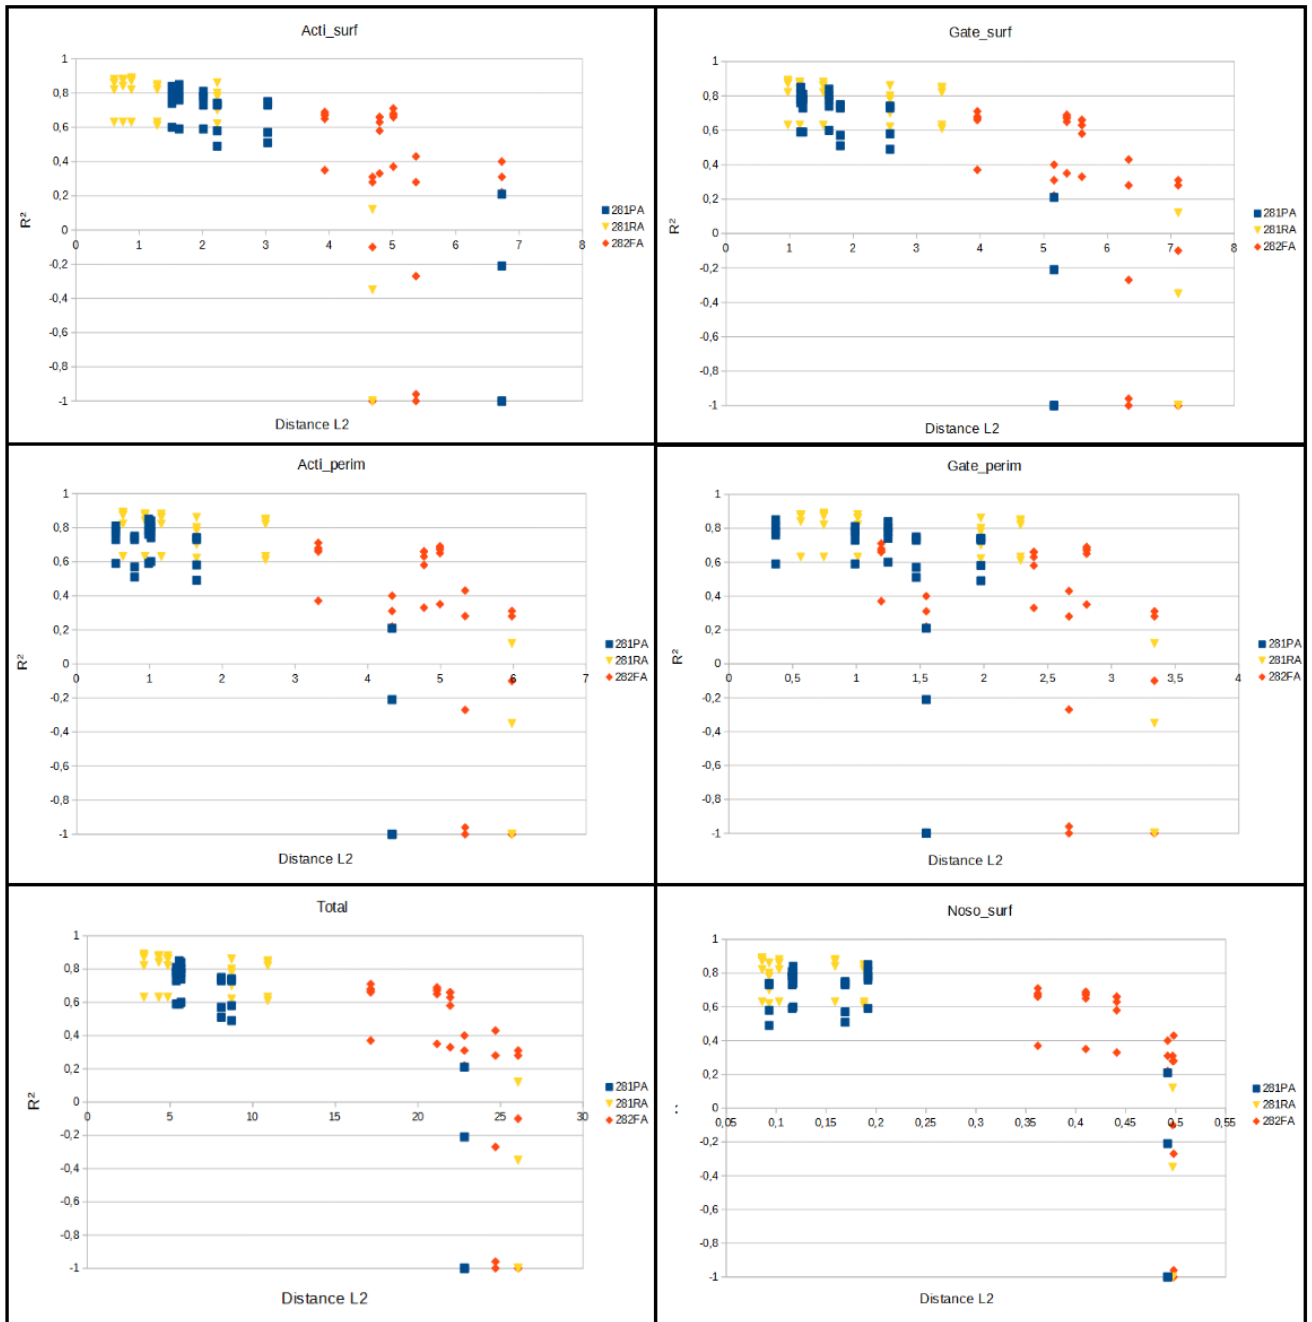 Acti_surf
1
0,8
0,6
0,4
0,2
0
-0,2
-0,4
-0,6
-0,8
-1
0 1 2 3 4 5 6 7 8
R²
Distance L2
281PA
281RA
282FA
Gate_surf
1
0,8
0,6
0,4
0,2
0
-0,2
-0,4
-0,6
-0,8
-1
0 1 2 3 4 5 6 7 8
R²
Distance L2
281PA
281RA
282FA
Acti_perim
1
0,8
0,6
0,4
0,2
0
-0,2
-0,4
-0,6
-0,8
-1
0 1 2 3 4 5 6 7
R²
Distance L2
281PA
281RA
282FA
Gate_perim
1
0,8
0,6
0,4
0,2
0
-0,2
-0,4
-0,6
-0,8
-1
0 0,5 1 1,5 2 2,5 3 3,5 4
R²
Distance L2
281PA
281RA
282FA
Total
1
0,8
0,6
0,4
0,2
0
-0,2
-0,4
-0,6
-0,8
-1
0 5 10 15 20 25 30
R²
Distance L2
281PA
281RA
282FA
Noso_surf
1
0,8
0,6
0,4
0,2
0
-0,2
-0,4
-0,6
-0,8
-1
0,05 0,1 0,15 0,2 0,25 0,3 0,35 0,4 0,45 0,5 0,55
Distance L2
281PA
281RA
282FA